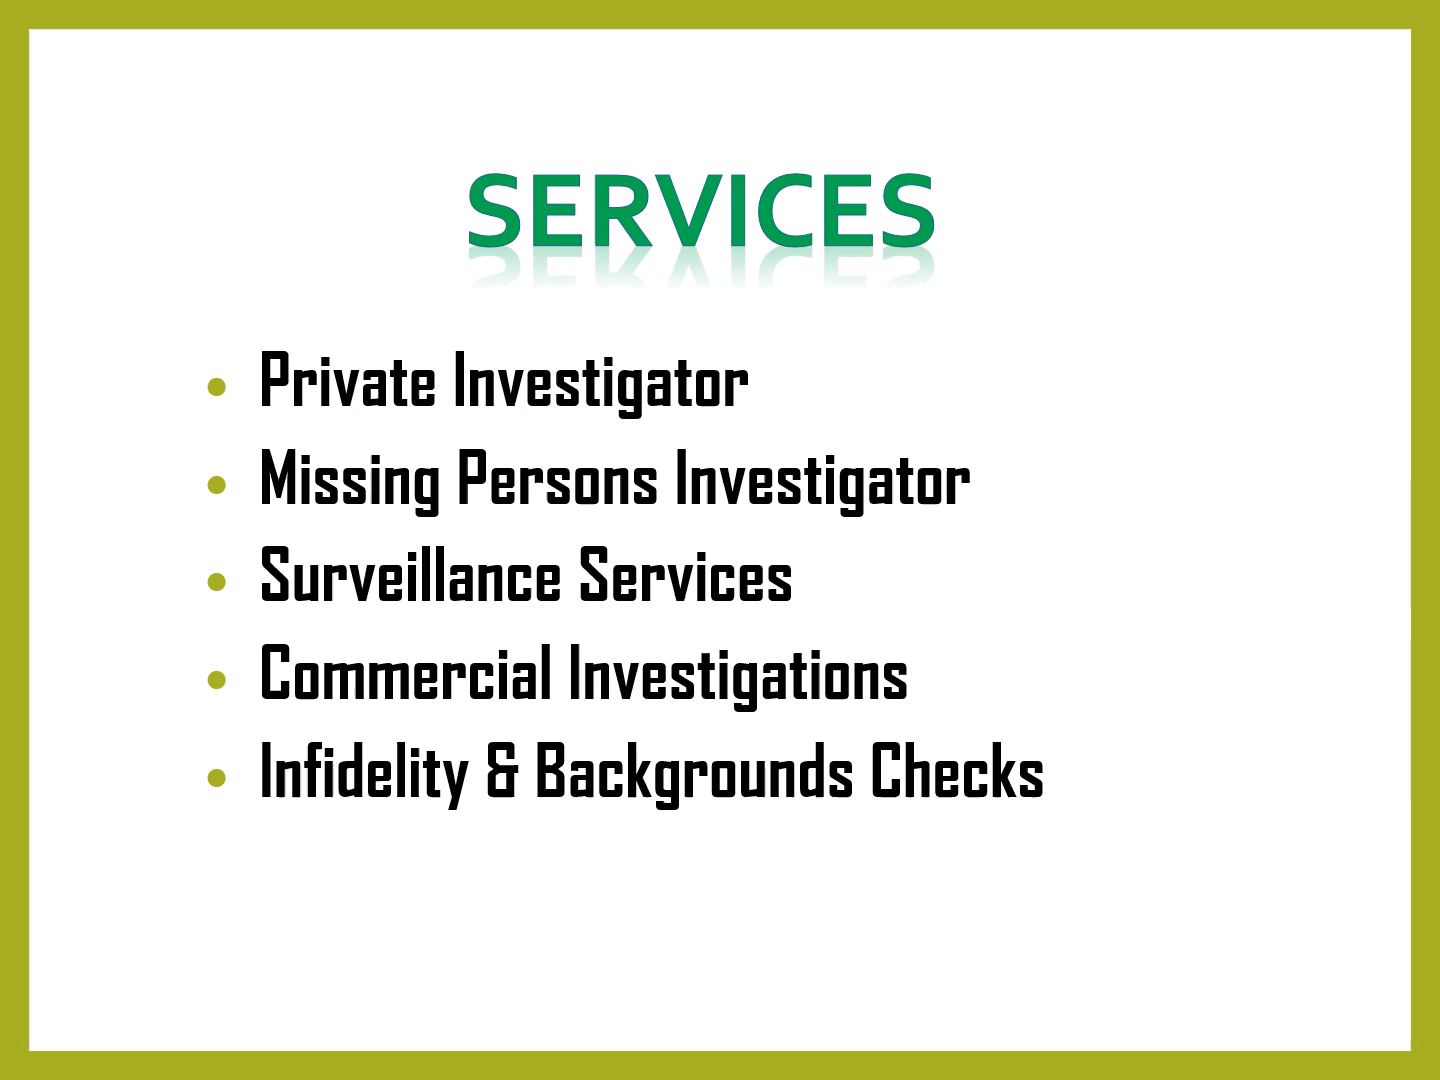 SERVICES
• Private Investigator
• Missing Persons Investigator
• Surveillance Services
• Commercial Investigations
• Infidelity & Backgrounds Checks